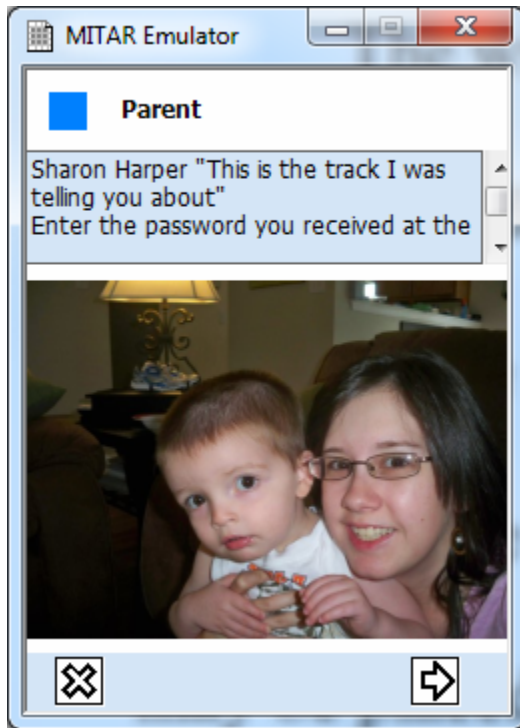 MITAR Emulator
Parent
Sharon Harper "This is the track I was
telling you about"
Enter the password you received at the